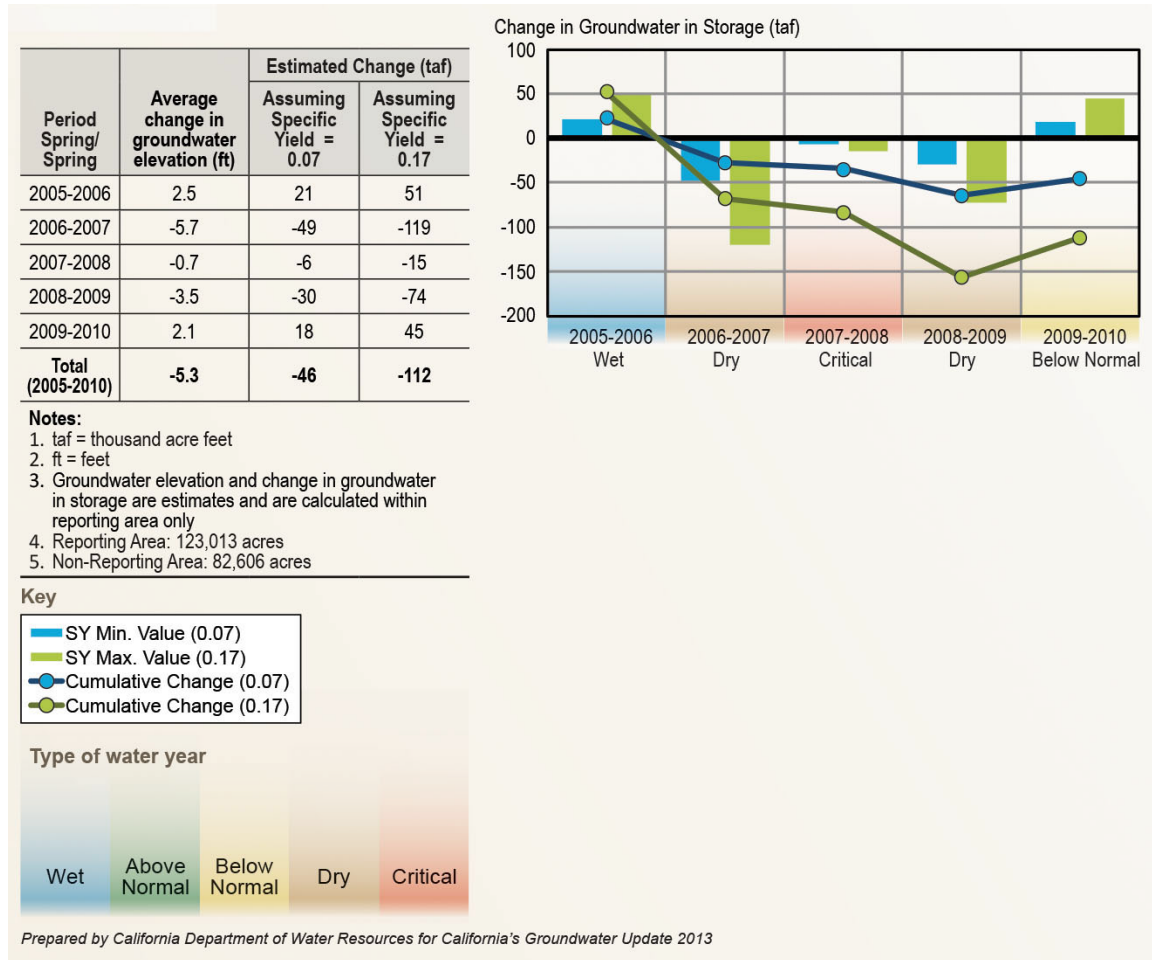 Period
Spring/
Spring
Average
change in
groundwater
elevation (ft)
Estimated Change (taf)
Assuming
Specific
Yield =
0.07
Assuming
Specific
Yield =
0.17
2005-2006 2.5 21 51
2006-2007 -5.7 -49 -119
2007-2008 -0.7 -6 -15
2008-2009 -3.5 -30 -74
2009-2010 2.1 18 45
Total
(2005-2010) -5.3 -46 -112
Notes:
1. taf = thousand acre feet
2. ft = feet
3. Groundwater elevation and change in groundwater
in storage are estimates and are calculated within
reporting area only
4. Reporting Area: 123,013 acres
5. Non-Reporting Area: 82,606 acres
Key
SY Min. Value (0.07)
SY Max. Value (0.17)
Cumulative Change (0.07)
Cumulative Change (0.17)
Type of water year
Wet
Above
Normal
Below
Normal
Dry
Critical
Change in Groundwater in Storage (taf)
100
50
0
-50
-100
-150
-200
2005-2006
Wet
2006-2007
Dry
2007-2008
Critical
2008-2009
Dry
2009-2010
Below Normal
Prepared by California Department of Water Resources for California's Groundwater Update 2013